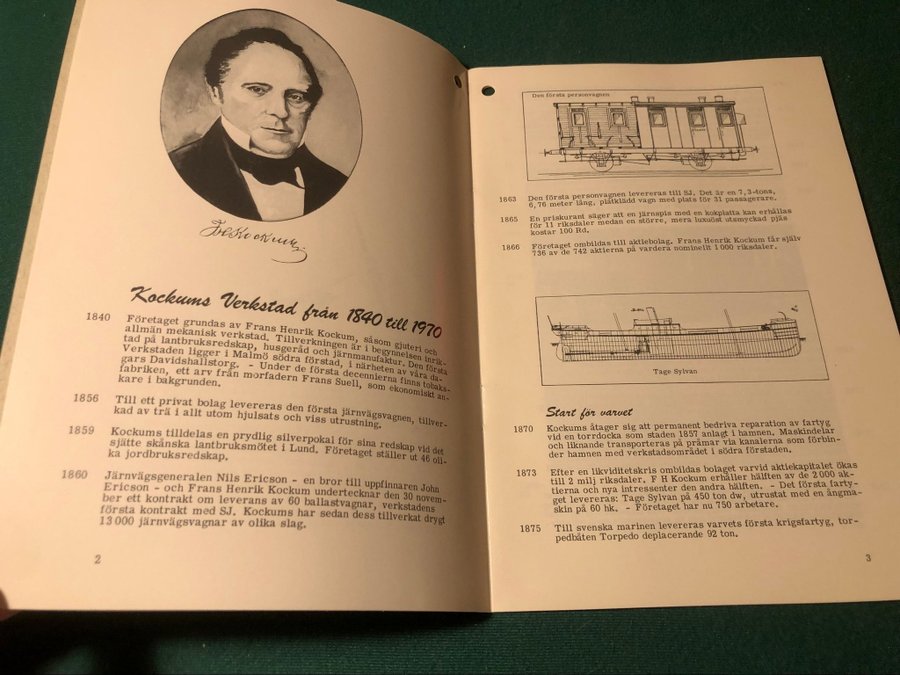 F H Kockum
Kockums Verkstad från 1840 till 1970
1840 Företaget grundas av Frans Henrik Kockum, såsom gjuteri och
allmän mekanisk verkstad. Tillverkningen är i begynnelsen inrik-
tad på lantbruksredskap, husgeråd och järnmanufaktur. Den första
Verkstaden ligger i Malmö södra förstad, i närheten av våra da-
gars Davidshallstorg. - Under de första decennierna finns tobaks-
fabriken, ett arv från morfadern Frans Suell, som ekonomiskt an-
kare i bakgrunden.
1856 Till ett privat bolag levereras den första järnvägsvagnen, tillver-
kad av trä i allt utom hjulsats och viss utrustning.
1859 Kockums tilldelas en prydlig silverpokal för sina redskap vid det
sjätte skånska lantbruksmötet i Lund. Företaget ställer ut 46 oli-
ka jordbruksredskap.
1860 Järnvägsgeneralen Nils Ericson - en bror till uppfinnaren John
Ericson - och Frans Henrik Kockum undertecknar den 30 novem-
ber ett kontrakt om leverans av 60 ballastvagnar, verkstadens
första kontrakt med SJ. Kockums har sedan dess tillverkat drygt
13 000 järnvägsvagnar av olika slag.
2
Den första personvagnen
1863 Den första personvagnen levereras till SJ. Det är en 7,3-tons,
6,76 meter lång, plåtklädd vagn med plats för 31 passagerare.
1865 En priskurant säger att en järnspis med en kokplatta kan erhållas
för 11 riksdaler medan en större, mera luxuöst utsmyckad pjäs
kostar 100 Rd.
1866 Företaget ombildas till aktiebolag. Frans Henrik Kockum får själv
736 av de 742 aktierna på vardera nominellt 1 000 riksdaler.
Tage Sylvan
Start för varvet
1870 Kockums åtager sig att permanent bedriva reparation av fartyg
vid en torrdocka som staden 1857 anlagt i hamnen. Maskindelar
och liknande transporteras på pråmar via kanalerna som förbin-
der hamnen med verkstadsområdet i södra förstaden.
1873 Efter en likviditetskris ombildas bolaget varvid aktiekapitalet ökas
till 2 milj riksdaler. F H Kockum erhåller hälften av de 2 000 ak-
tierna och nya intressenter den andra hälften. - Det första farty-
get levereras: Tage Sylvan på 450 ton dw, utrustat med en ångma-
skin på 60 hk. - Företaget har nu 750 arbetare.
1875 Till svenska marinen levereras varvets första krigsfartyg, tor-
pedbåten Torpedo deplacerande 92 ton.
3